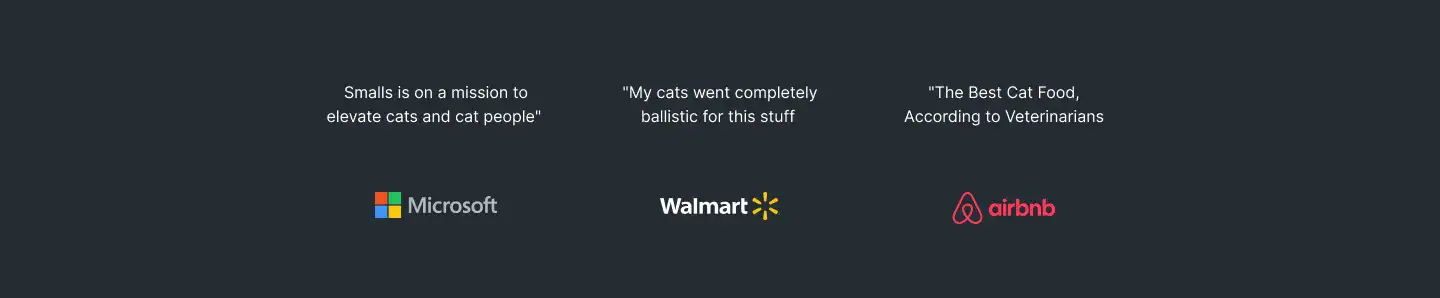 Smalls is on a mission to
elevate cats and cat people"
"My cats went completely
ballistic for this stuff
"The Best Cat Food,
According to Veterinarians
Microsoft
Walmart
airbnb